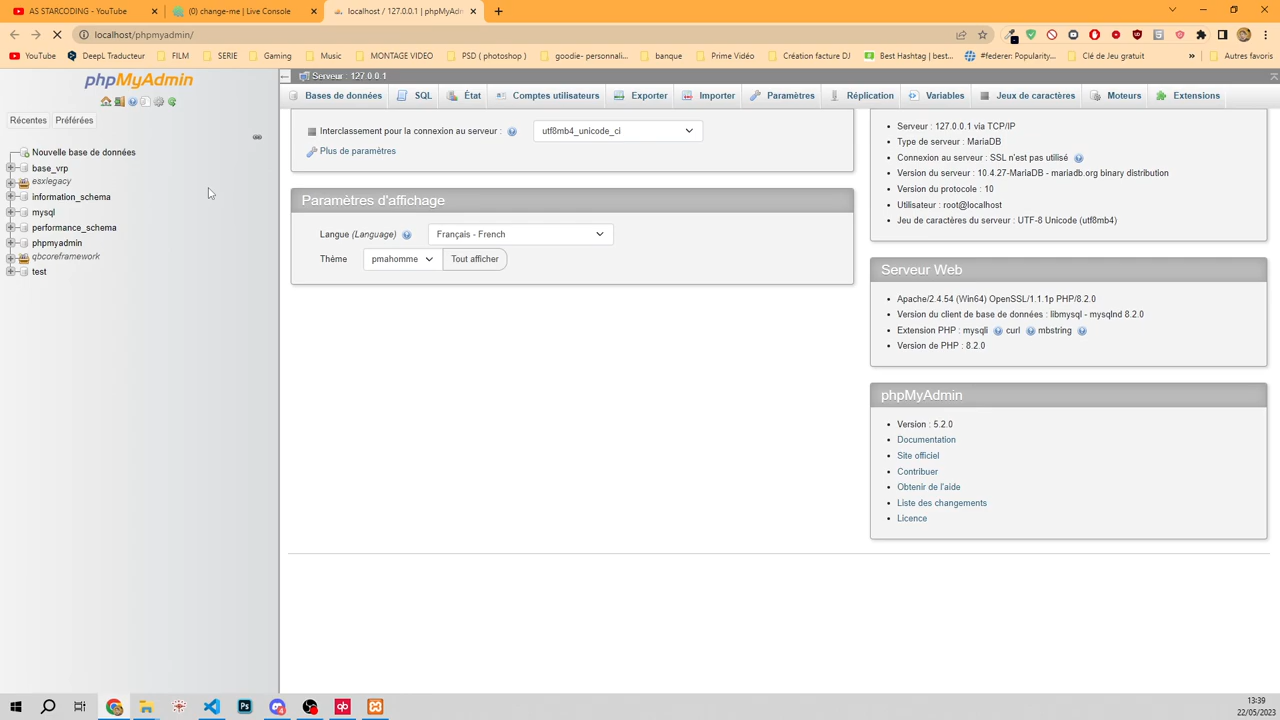 AS STARCODING - YouTube
(0) change-me | Live Console
localhost / 127.0.0.1 | phpMyAdm
localhost/phpmyadmin/
YouTube
DeepL Traducteur
FILM
SERIE
Gaming
Music
MONTAGE VIDEO
PSD ( photoshop )
goodie- personnali...
banque
Prime Vidéo
Création facture DJ
Best Hashtag | best...
#federer Popularity...
Clé de Jeu gratuit
»
Autres favoris
phpMyAdmin
Récentes
Préférées
Nouvelle base de données
base_vrp
esxlegacy
information_schema
mysql
performance_schema
phpmyadmin
qbcoreframework
test
Serveur : 127.0.0.1
Bases de données
SQL
État
Comptes utilisateurs
Exporter
Importer
Paramètres
Réplication
Variables
Jeux de caractères
Moteurs
Extensions
Interclassement pour la connexion au serveur :
utf8mb4_unicode_ci
Plus de paramètres
Paramètres d'affichage
Langue (Language)
Français - French
Thème
pmahomme
Tout afficher
Serveur : 127.0.0.1 via TCP/IP
Type de serveur : MariaDB
Connexion au serveur : SSL n'est pas utilisé
Version du serveur : 10.4.27-MariaDB - mariadb.org binary distribution
Version du protocole : 10
Utilisateur : root@localhost
Jeu de caractères du serveur : UTF-8 Unicode (utf8mb4)
Serveur Web
Apache/2.4.54 (Win64) OpenSSL/1.1.1p PHP/8.2.0
Version du client de base de données : libmysql - mysqlnd 8.2.0
Extension PHP : mysqli curl mbstring
Version de PHP : 8.2.0
phpMyAdmin
Version : 5.2.0
Documentation
Site officiel
Contribuer
Obtenir de l'aide
Liste des changements
Licence
Ps
qb
13:39
22/05/2023